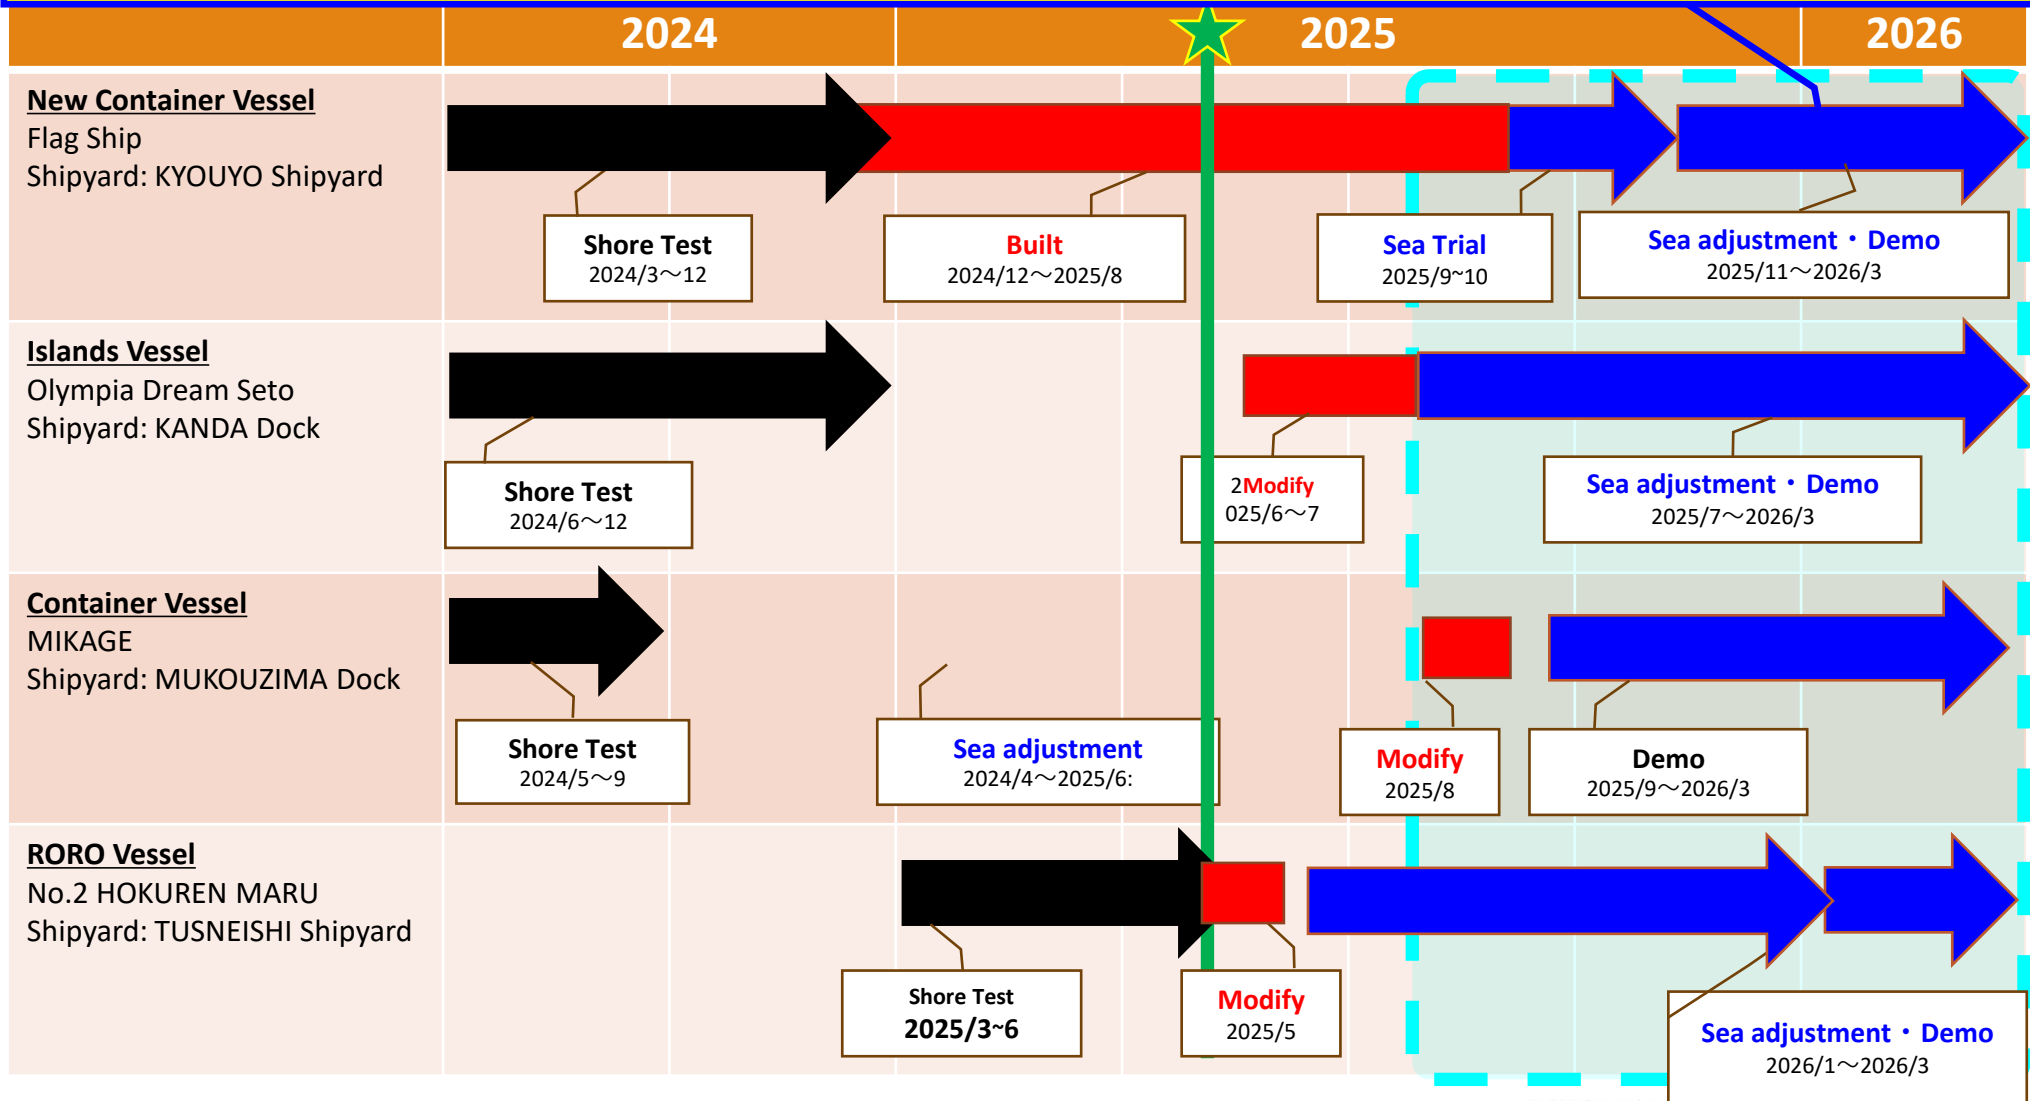 2024
2025
2026
New Container Vessel
Flag Ship
Shipyard: KYOUYO Shipyard
Shore Test
2024/3～12
Built
2024/12～2025/8
Sea Trial
2025/9~10
Sea adjustment・Demo
2025/11～2026/3
Islands Vessel
Olympia Dream Seto
Shipyard: KANDA Dock
Shore Test
2024/6～12
2Modify
025/6～7
Sea adjustment・Demo
2025/7～2026/3
Container Vessel
MIKAGE
Shipyard: MUKOUZIMA Dock
Shore Test
2024/5～9
Sea adjustment
2024/4～2025/6:
Modify
2025/8
Demo
2025/9～2026/3
RORO Vessel
No.2 HOKUREN MARU
Shipyard: TUSNEISHI Shipyard
Shore Test
2025/3~6
Modify
2025/5
Sea adjustment・Demo
2026/1～2026/3